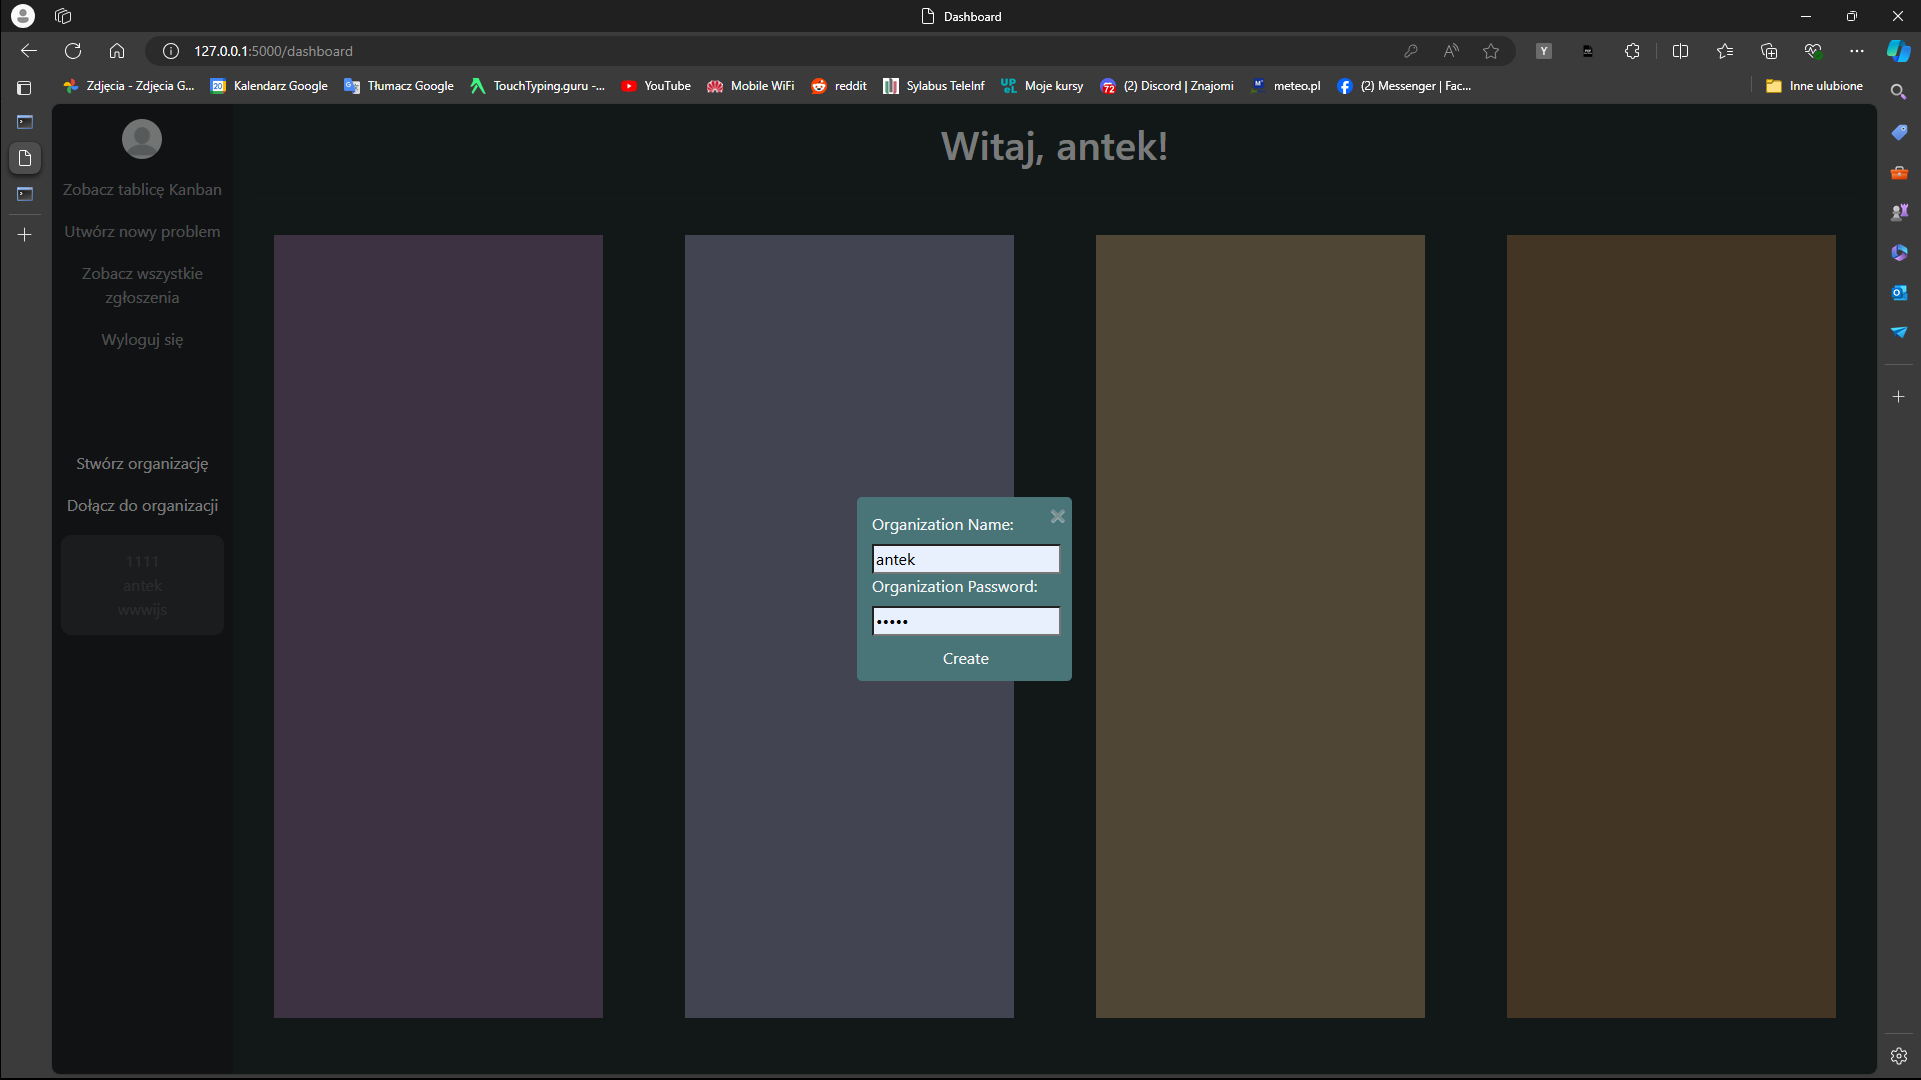 Dashboard
127.0.0.1:5000/dashboard
Y
Zdjęcia - Zdjęcia G...
20
Kalendarz Google
Tłumacz Google
TouchTyping.guru -...
YouTube
Mobile WiFi
reddit
Sylabus TeleInf
UPeL
Moje kursy
72
(2) Discord | Znajomi
M
meteo.pl
(2) Messenger | Fac...
Inne ulubione
Witaj, antek!
Zobacz tablicę Kanban
Utwórz nowy problem
Zobacz wszystkie
zgłoszenia
Wyloguj się
Stwórz organizację
Dołącz do organizacji
1111
antek
wwwijs
Organization Name:
antek
Organization Password:
•••••
Create